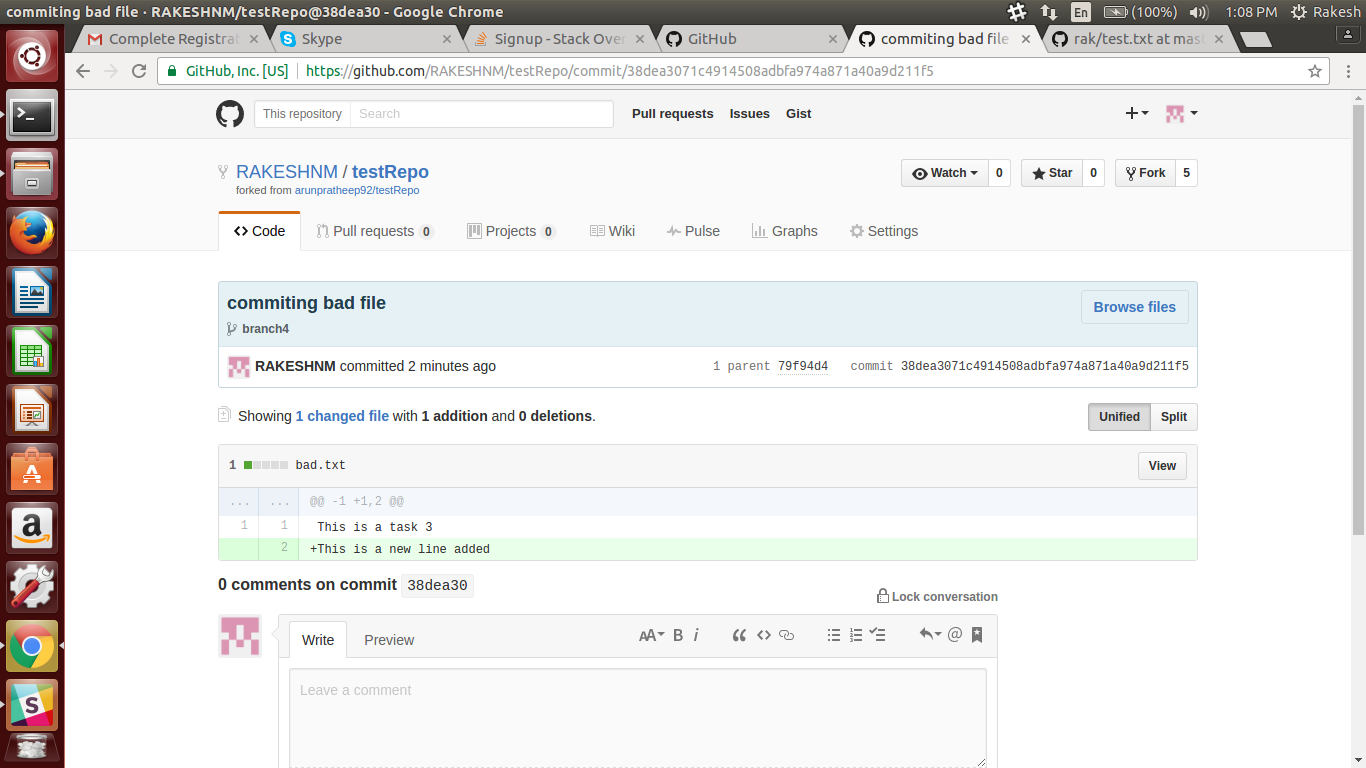 commiting bad file · RAKESHNM/testRepo@38dea30 - Google Chrome
En (100%) 1:08 PM Rakesh
Complete Registrat Skype Signup - Stack Over GitHub commiting bad file rak/test.txt at mast
GitHub, Inc. [US] https://github.com/RAKESHNM/testRepo/commit/38dea3071c4914508adbfa974a871a40a9d211f5
This repository Search Pull requests Issues Gist
RAKESHNM / testRepo
Watch 0 Star 0 Fork 5
forked from arunpratheep92/testRepo
Code Pull requests 0 Projects 0 Wiki Pulse Graphs Settings
commiting bad file
Browse files
branch4
RAKESHNM committed 2 minutes ago 1 parent 79f94d4 commit 38dea3071c4914508adbfa974a871a40a9d211f5
Showing 1 changed file with 1 addition and 0 deletions.
Unified Split
1 bad.txt View
... ... @@ -1 +1,2 @@
1 1 This is a task 3
2 +This is a new line added
0 comments on commit 38dea30
Lock conversation
Write Preview AA B i
Leave a comment